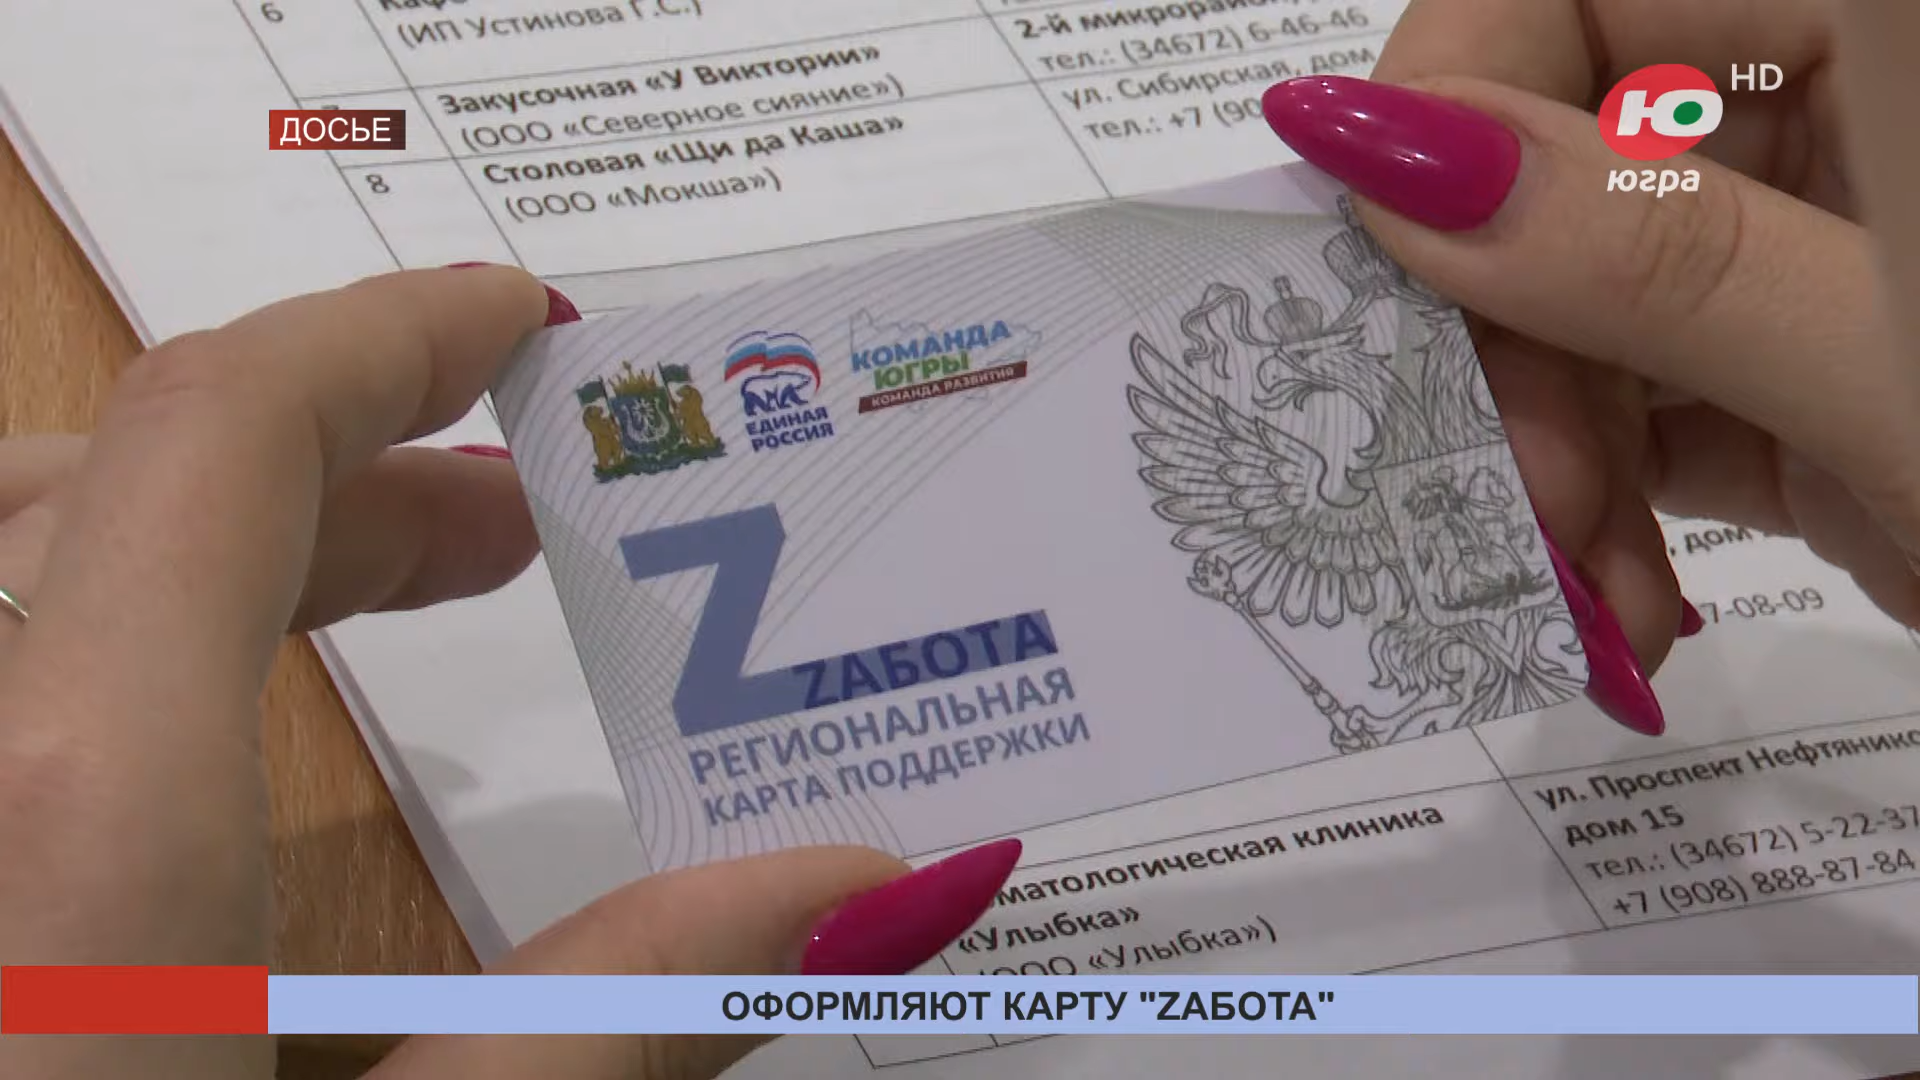 6
(ИП Устинова Г.С.)
2-й микрорайон,
тел.: (34672) 6-46-46
Закусочная «У Виктории»
(ООО «Северное сияние»)
ул. Сибирская, дом
тел.: +7 (90
8
Столовая «Щи да Каша»
(ООО «Мокша»)
ДОСЬЕ
HD
Ю
югра
ЕДИНАЯ
РОССИЯ
КОМАНДА
ЮГРЫ
КОМАНДА РАЗВИТИЯ
Z
ZАБОТА
РЕГИОНАЛЬНАЯ
КАРТА ПОДДЕРЖКИ
, дом
7-08-09
матологическая клиника
«Улыбка»
(ООО «Улыбка»)
ул. Проспект Нефтянико
дом 15
тел.: (34672) 5-22-37
+7 (908) 888-87-84
ОФОРМЛЯЮТ КАРТУ "ZАБОТА"